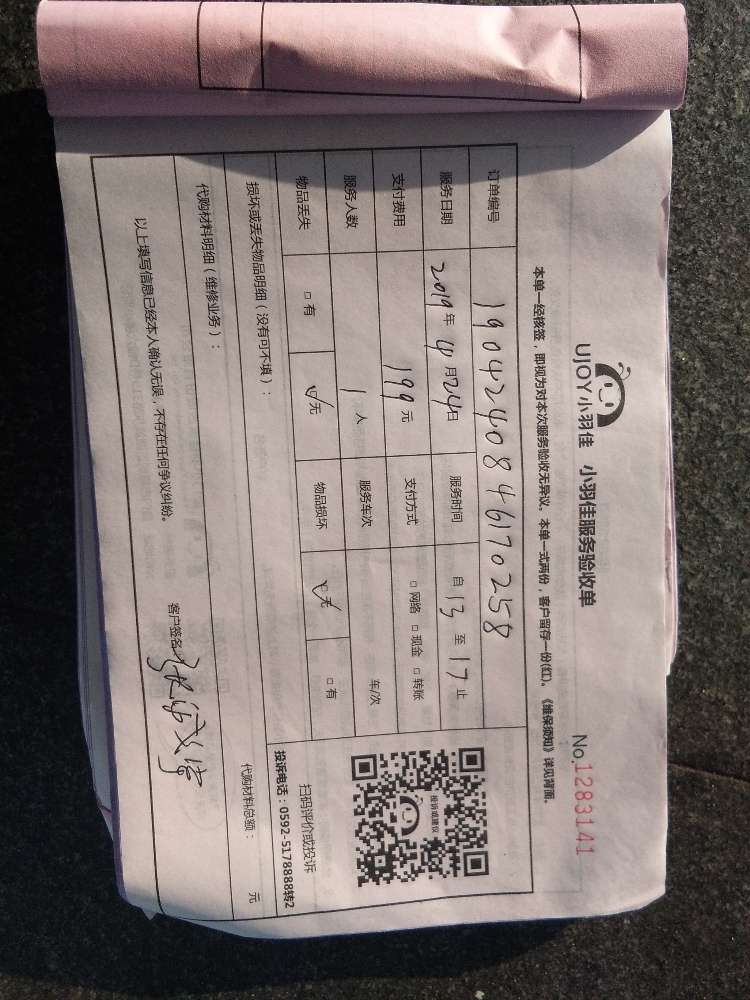 UJOY小羽佳 小羽佳服务验收单
No.1283141
本单一经核签，即视为对本次服务验收无异议。本单一式两份，客户留存一份(红)。《维保须知》详见背面。
订单编号 1904240846170258
服务日期 2019年4月24日 服务时间 自13至17止
支付费用 199元 支付方式 □网络 □现金 □转账
服务人数 1人 服务车次 车/次
物品丢失 □有 ☑无 物品损坏 ☑无 □有
损坏或丢失物品明细（没有可不填）：
投诉或建议
扫码评价或投诉
投诉电话：0592-5178888转2
代购材料明细（维修业务）： 代购材料总额： 元
以上填写信息已经本人确认无误，不存在任何争议纠纷。
客户签名